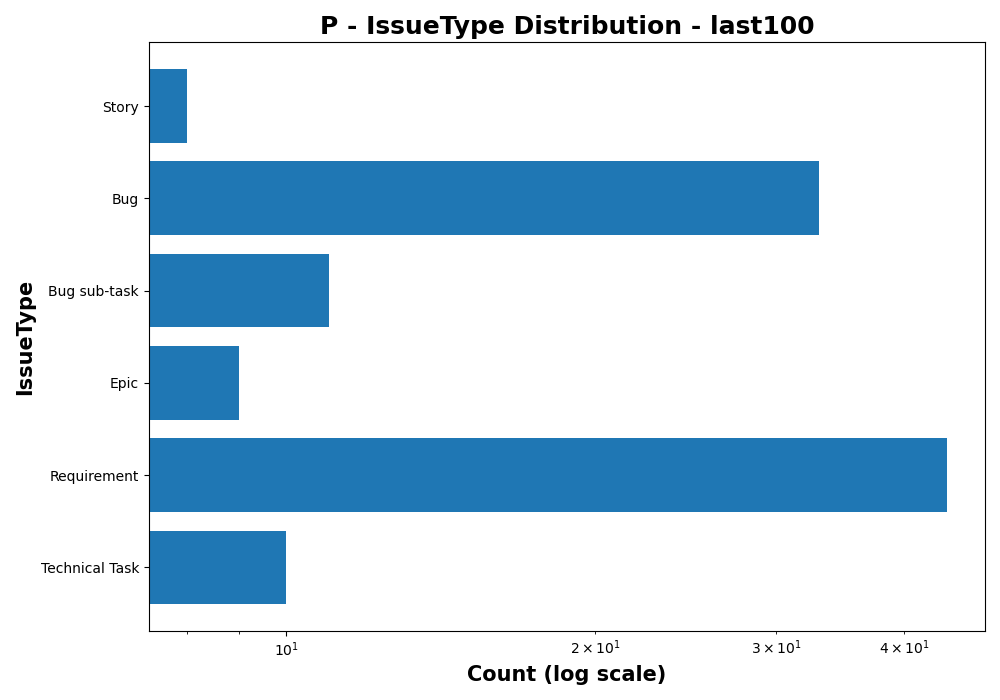 P - IssueType Distribution - last100
IssueType
Story
Bug
Bug sub-task
Epic
Requirement
Technical Task
10¹
2 × 10¹
3 × 10¹
4 × 10¹
Count (log scale)